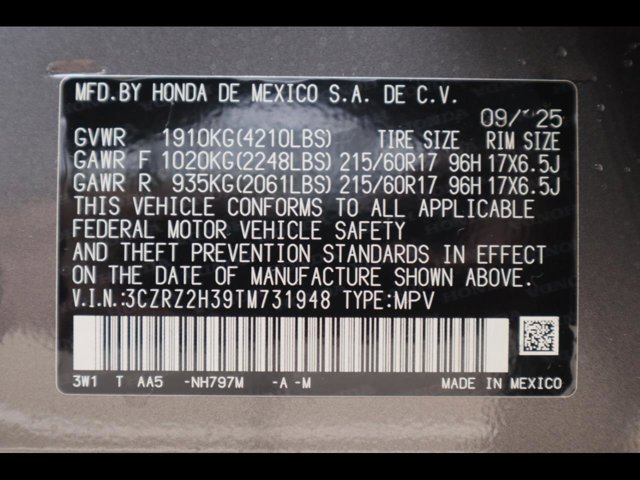 MFD.BY HONDA DE MEXICO S.A. DE C.V.
09/'25
GVWR 1910KG(4210LBS) TIRE SIZE RIM SIZE
GAWR F 1020KG(2248LBS) 215/60R17 96H 17X6.5J
GAWR R 935KG(2061LBS) 215/60R17 96H 17X6.5J
THIS VEHICLE CONFORMS TO ALL APPLICABLE
FEDERAL MOTOR VEHICLE SAFETY
AND THEFT PREVENTION STANDARDS IN EFFECT
ON THE DATE OF MANUFACTURE SHOWN ABOVE.
V.I.N.:3CZRZ2H39TM731948 TYPE:MPV
3W1 T AA5 -NH797M -A-M MADE IN MEXICO